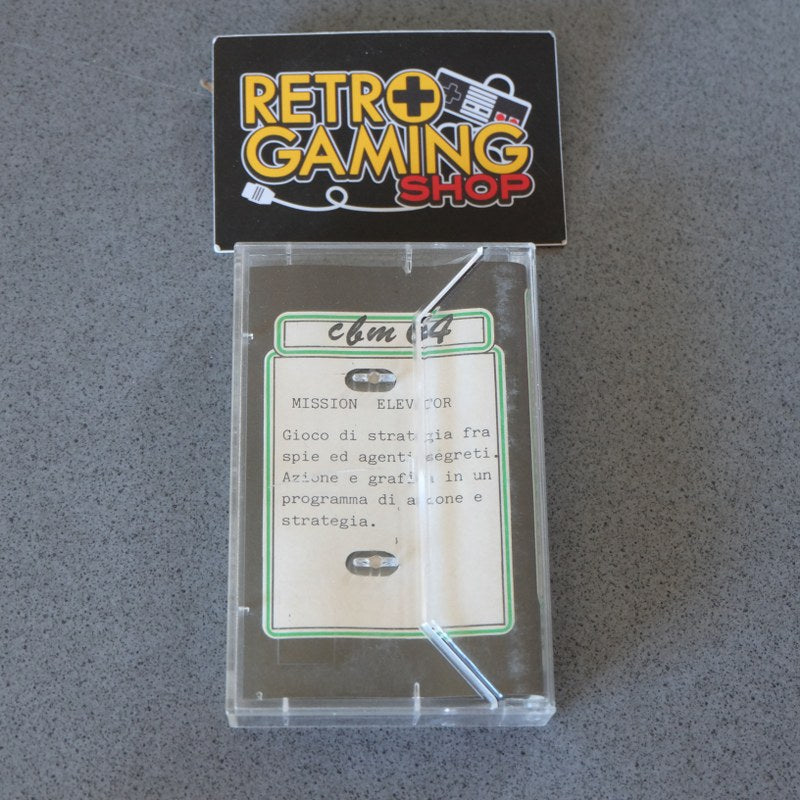 RETRO
GAMING
SHOP
cbm 64
MISSION ELEVATOR
Gioco di strategia fra
spie ed agenti segreti.
Azione e grafica in un
programma di azione e
strategia.